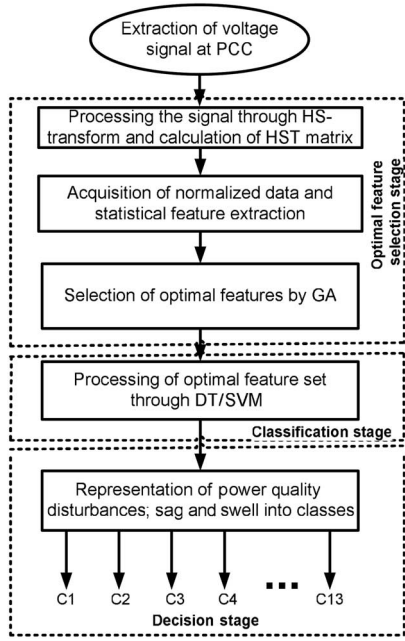 Extraction of voltage
signal at PCC
Processing the signal through HS-
transform and calculation of HST matrix
Acquisition of normalized data and
statistical feature extraction
Selection of optimal features by GA
Optimal feature
selection stage
Processing of optimal feature set
through DT/SVM
Classification stage
Representation of power quality
disturbances; sag and swell into classes
C1 C2 C3 C4 ... C13
Decision stage